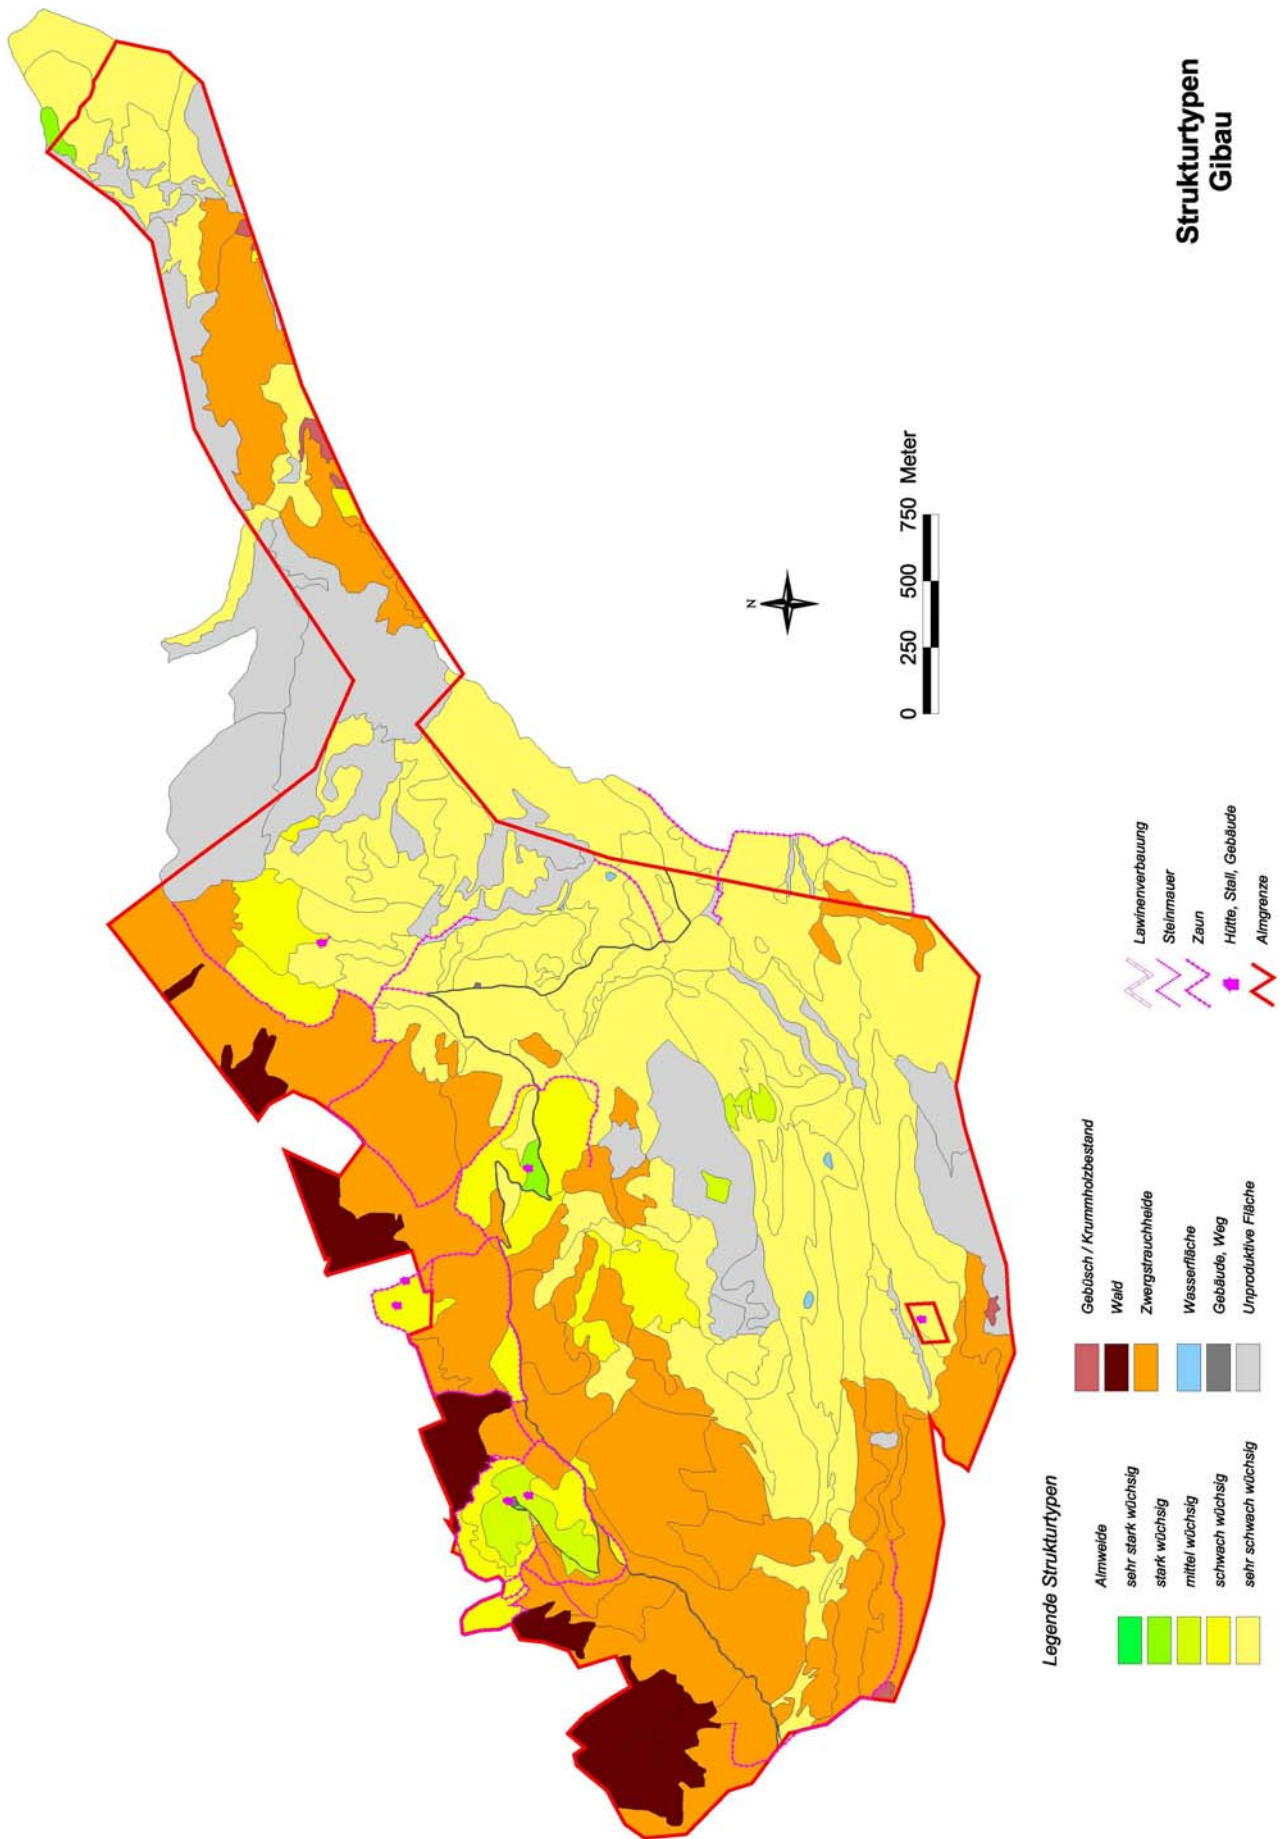 Strukturtypen
Gibau
N
0 250 500 750 Meter
Legende Strukturtypen
Almweide
sehr stark wüchsig
stark wüchsig
mittel wüchsig
schwach wüchsig
sehr schwach wüchsig
Gebüsch / Krummholzbestand
Wald
Zwergstrauchheide
Wasserfläche
Gebäude, Weg
Unproduktive Fläche
Lawinenverbauung
Steinmauer
Zaun
Hütte, Stall, Gebäude
Almgrenze